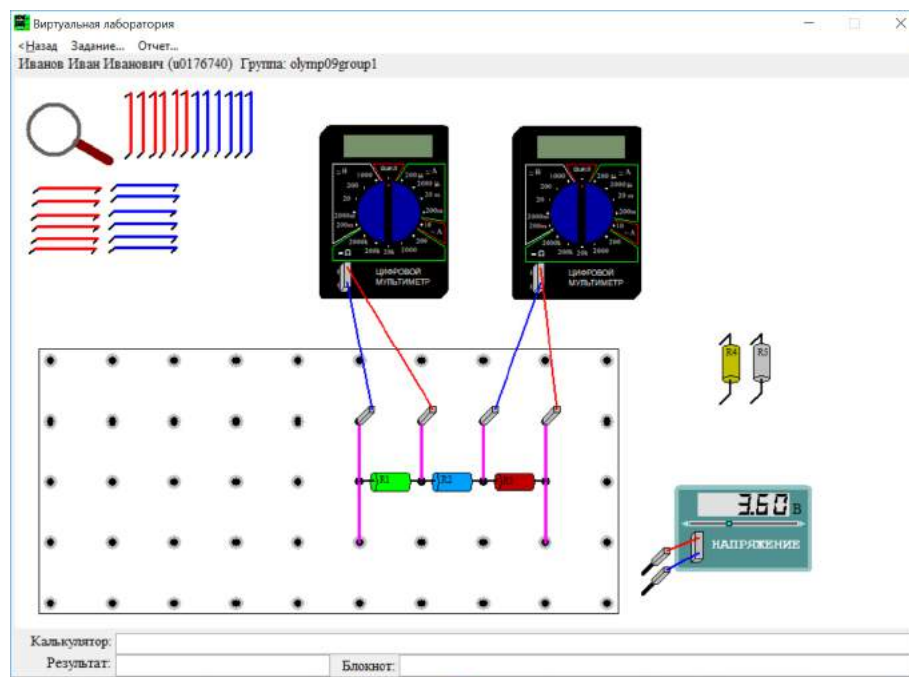 Виртуальная лаборатория
<Назад Задание... Отчет...
Иванов Иван Иванович (u0176740) Группа: olymp09group1
ЦИФРОВОЙ
МУЛЬТИМЕТР
ЦИФРОВОЙ
МУЛЬТИМЕТР
R4 R5
R1 R2 R3
3.60 В
НАПРЯЖЕНИЕ
Калькулятор:
Результат: Блокнот: